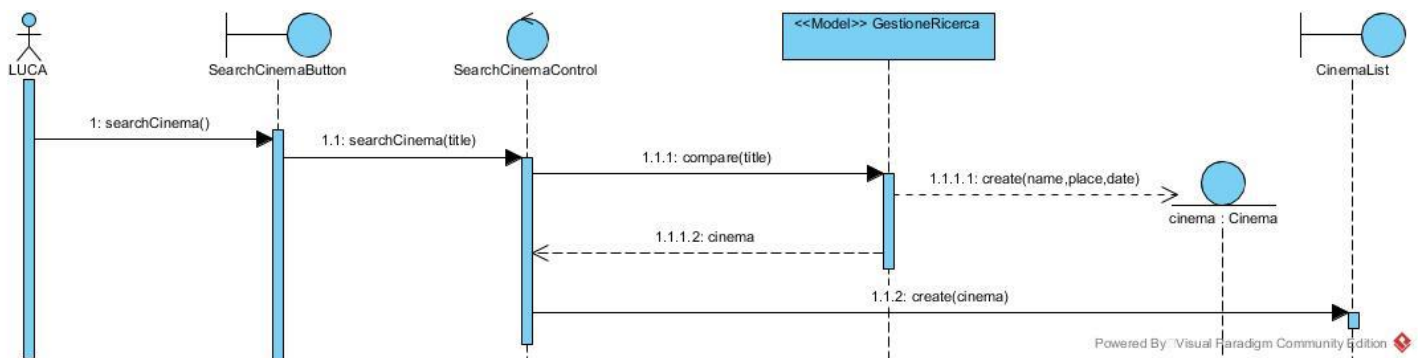 <<Model>> GestioneRicerca
LUCA
SearchCinemaButton
SearchCinemaControl
CinemaList
1: searchCinema()
1.1: searchCinema(title)
1.1.1: compare(title)
1.1.1.1: create(name,place,date)
cinema : Cinema
1.1.1.2: cinema
1.1.2: create(cinema)
Powered By Visual Paradigm Community Edition